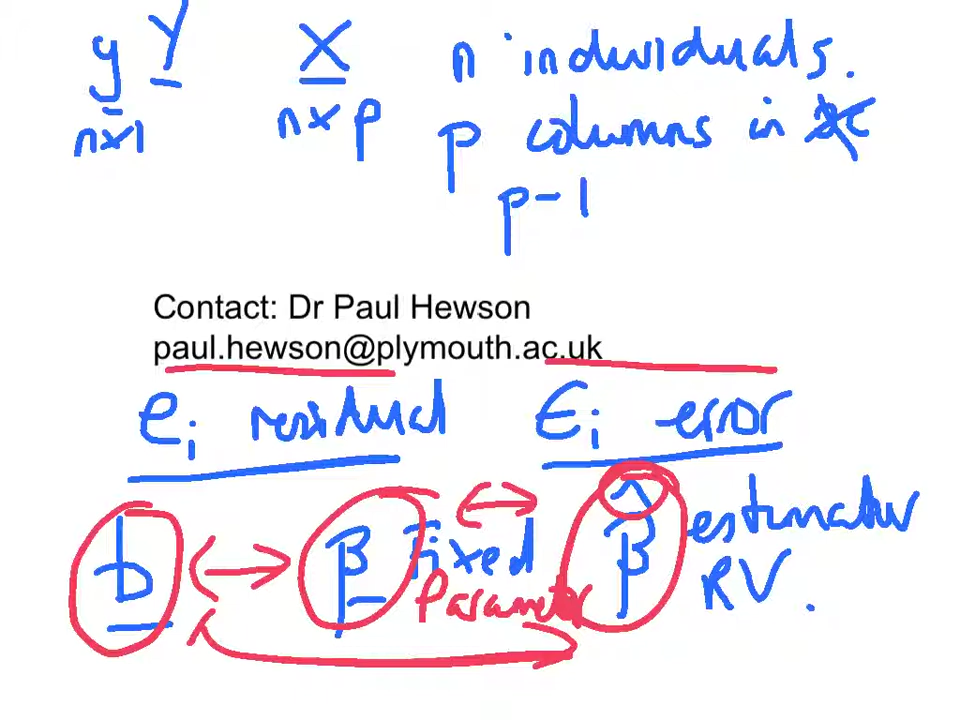 y Y X n individuals.
n×1 n×p p columns in X
p-1
Contact: Dr Paul Hewson
paul.hewson@plymouth.ac.uk
e_i residual ϵ_i error
b β fixed β̂ estimator
Parameter RV.